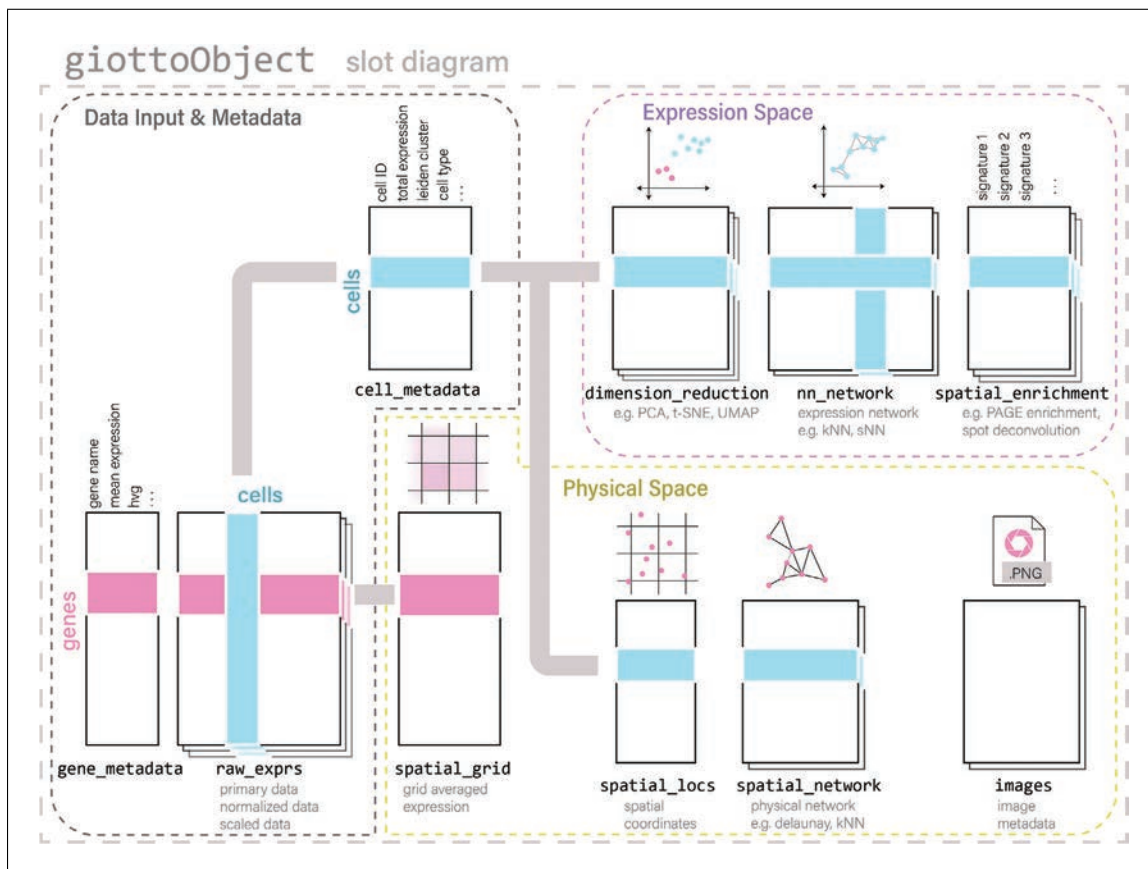 giottoObject slot diagram
Data Input & Metadata
cell ID
total expression
leiden cluster
cell type
...
cells
cell_metadata
Expression Space
signature 1
signature 2
signature 3
...
dimension_reduction
e.g. PCA, t-SNE, UMAP
nn_network
expression network
e.g. kNN, sNN
spatial_enrichment
e.g. PAGE enrichment,
spot deconvolution
gene name
mean expression
hvg
...
cells
genes
gene_metadata
raw_exprs
primary data
normalized data
scaled data
spatial_grid
grid averaged
expression
Physical Space
.PNG
spatial_locs
spatial
coordinates
spatial_network
physical network
e.g. delaunay, kNN
images
image
metadata